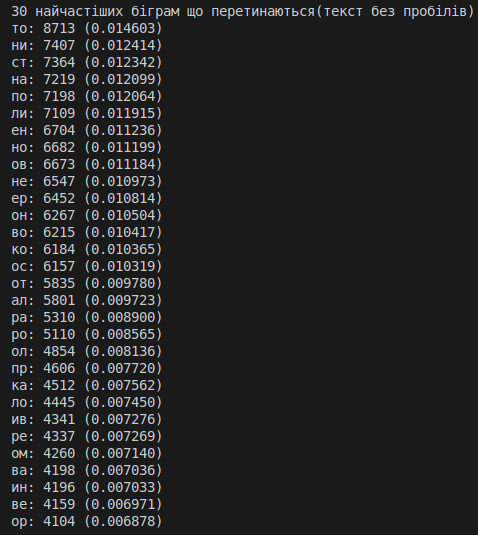 30 найчастіших біграм що перетинаються(текст без пробілів)
то: 8713 (0.014603)
ни: 7407 (0.012414)
ст: 7364 (0.012342)
на: 7219 (0.012099)
по: 7198 (0.012064)
ли: 7109 (0.011915)
ен: 6704 (0.011236)
но: 6682 (0.011199)
ов: 6673 (0.011184)
не: 6547 (0.010973)
ер: 6452 (0.010814)
он: 6267 (0.010504)
во: 6215 (0.010417)
ко: 6184 (0.010365)
ос: 6157 (0.010319)
от: 5835 (0.009780)
ал: 5801 (0.009723)
ра: 5310 (0.008900)
ро: 5110 (0.008565)
ол: 4854 (0.008136)
пр: 4606 (0.007720)
ка: 4512 (0.007562)
ло: 4445 (0.007450)
ив: 4341 (0.007276)
ре: 4337 (0.007269)
ом: 4260 (0.007140)
ва: 4198 (0.007036)
ин: 4196 (0.007033)
ве: 4159 (0.006971)
ор: 4104 (0.006878)